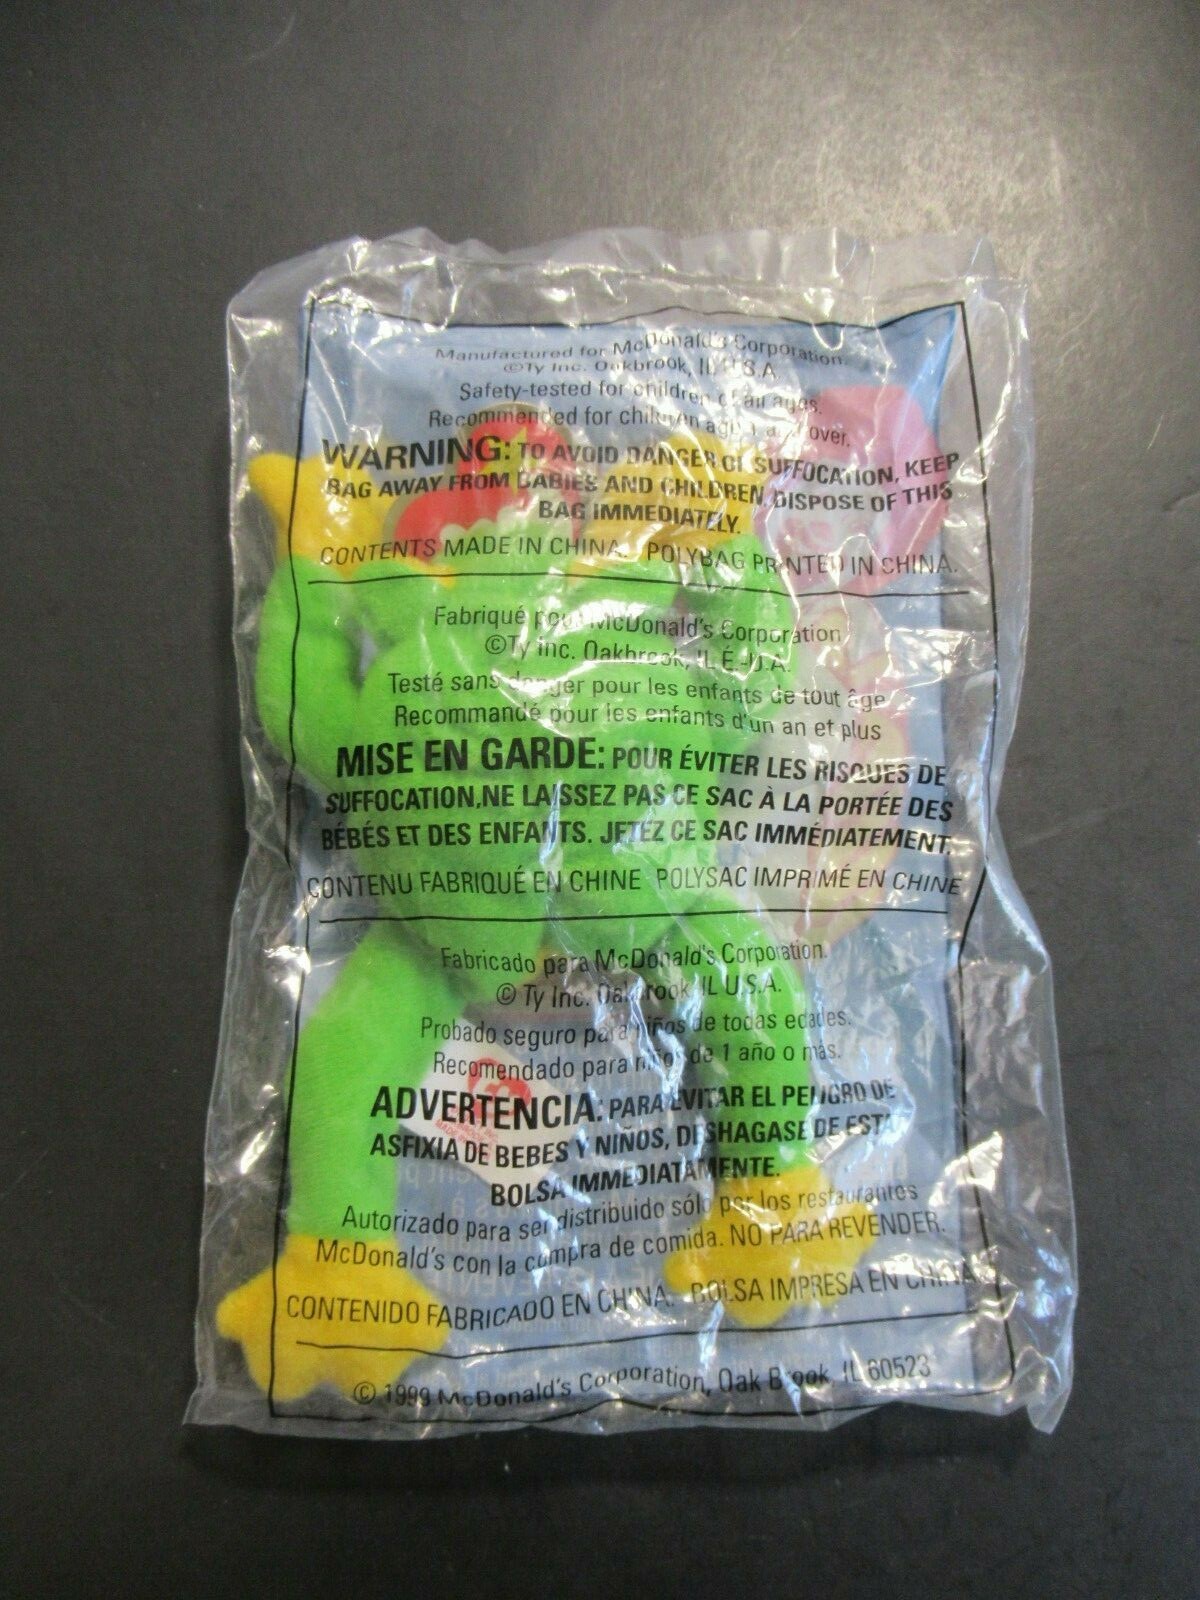 Manufactured for McDonald's Corporation.
©Ty Inc. Oakbrook, IL U.S.A.
Safety-tested for children of all ages.
Recommended for children age 1 and over.
WARNING: TO AVOID DANGER OF SUFFOCATION, KEEP
BAG AWAY FROM BABIES AND CHILDREN. DISPOSE OF THIS
BAG IMMEDIATELY.
CONTENTS MADE IN CHINA. POLYBAG PRINTED IN CHINA.
Fabriqué pour McDonald's Corporation
©Ty Inc. Oakbrook, IL É.-U.A.
Testé sans danger pour les enfants de tout âge
Recommandé pour les enfants d'un an et plus
MISE EN GARDE: POUR ÉVITER LES RISQUES DE
SUFFOCATION,NE LAISSEZ PAS CE SAC À LA PORTÉE DES
BÉBÉS ET DES ENFANTS. JETEZ CE SAC IMMÉDIATEMENT.
CONTENU FABRIQUÉ EN CHINE POLYSAC IMPRIMÉ EN CHINE
Fabricado para McDonald's Corporation.
© Ty Inc. Oakbrook, IL U.S.A.
Probado seguro para niños de todas edades.
Recomendado para niños de 1 año o más.
ADVERTENCIA: PARA EVITAR EL PELIGRO DE
ASFIXIA DE BEBES Y NIÑOS, DESHAGASE DE ESTA
BOLSA IMMEDIATAMENTE.
Autorizado para ser distribuido sólo por los restaurantes
McDonald's con la compra de comida. NO PARA REVENDER.
CONTENIDO FABRICADO EN CHINA. BOLSA IMPRESA EN CHINA
© 1999 McDonald's Corporation, Oak Brook, IL 60523